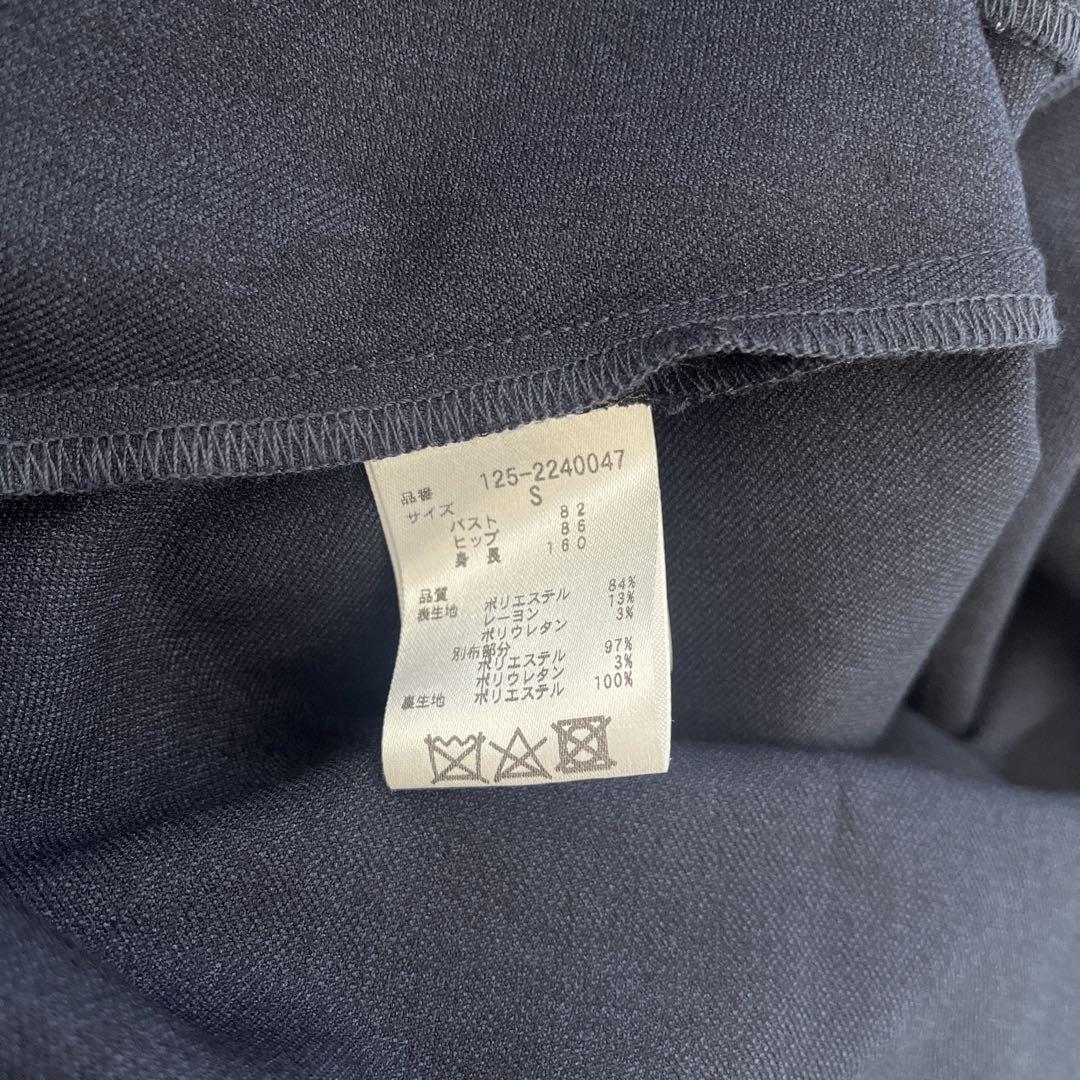 品番 125-2240047
サイズ S
バスト 82
ヒップ 86
身長 160
品質
表生地 ポリエステル 84%
レーヨン 13%
ポリウレタン 3%
別布部分
ポリエステル 97%
ポリウレタン 3%
裏生地 ポリエステル 100%